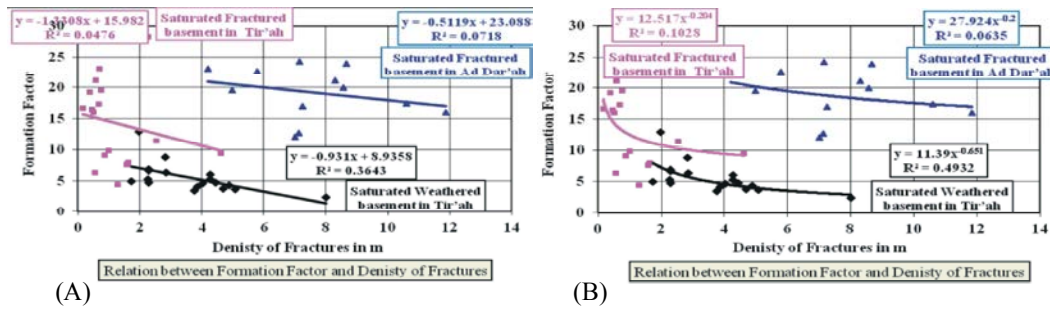 y = -1.3308x + 15.982
R² = 0.0476
Saturated Fractured
basement in Tir'ah
y = -0.5119x + 23.088
R² = 0.0718
Saturated Fractured
basement in Ad Dar'ah
y = -0.931x + 8.9358
R² = 0.3643
Saturated Weathered
basement in Tir'ah
Formation Factor
30
25
20
15
10
5
0
0 2 4 6 8 10 12 14
Denisty of Fractures in m
Relation between Formation Factor and Denisty of Fractures
(A)
y = 12.517x^-0.204
R² = 0.1028
Saturated Fractured
basement in Tir'ah
y = 27.924x^-0.2
R² = 0.0635
Saturated Fractured
basement in Ad Dar'ah
y = 11.39x^-0.651
R² = 0.4932
Saturated Weathered
basement in Tir'ah
Formation Factor
30
25
20
15
10
5
0
0 2 4 6 8 10 12 14
Denisty of Fractures in m
Relation between Formation Factor and Denisty of Fractures
(B)